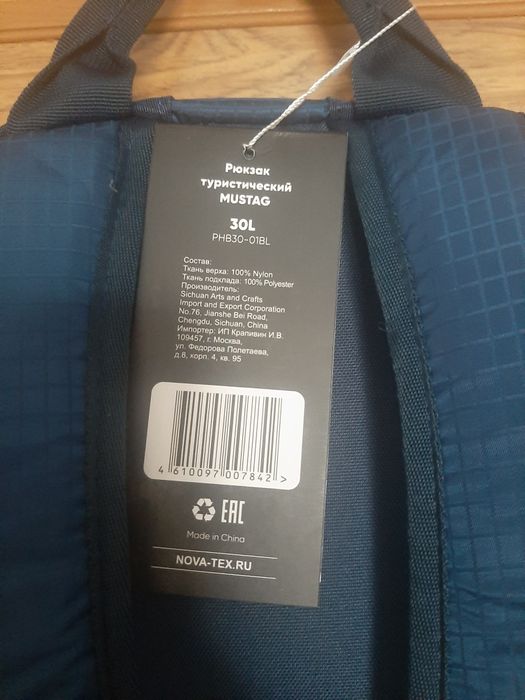 Рюкзак
туристический
MUSTAG
30L
PHB30-01BL
Состав:
Ткань верха: 100% Nylon
Ткань подклада: 100% Polyester
Производитель:
Sichuan Arts and Crafts
Import and Export Corporation
No.76, Jianshe Bei Road,
Chengdu, Sichuan, China
Импортер: ИП Крапивин И.В.
109457, г. Москва,
ул. Федорова Полетаева,
д.8, корп. 4, кв. 95
4 610097 007842 >
EAC
Made in China
NOVA-TEX.RU